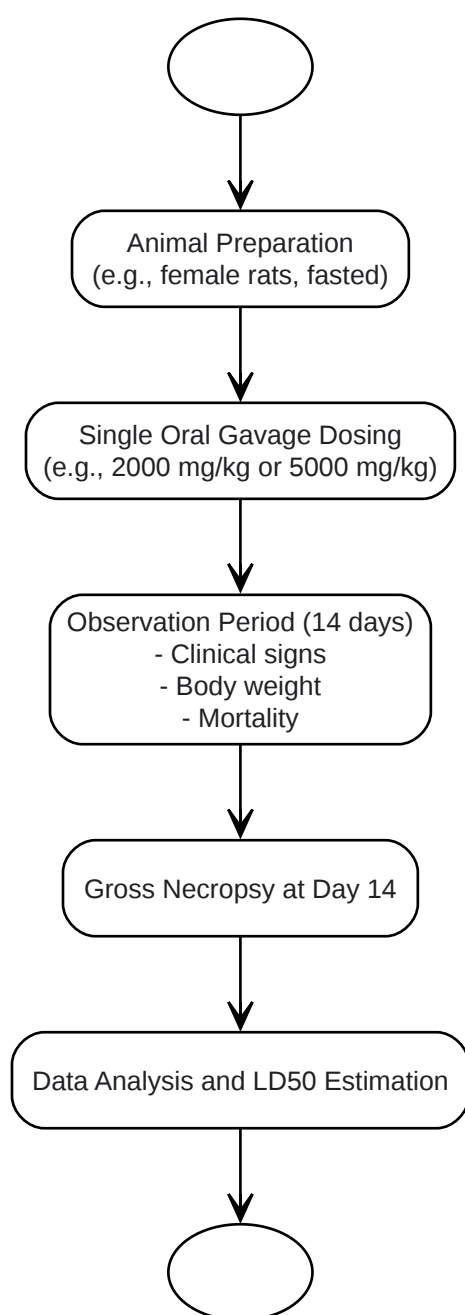 Animal Preparation
(e.g., female rats, fasted)
Single Oral Gavage Dosing
(e.g., 2000 mg/kg or 5000 mg/kg)
Observation Period (14 days)
- Clinical signs
- Body weight
- Mortality
Gross Necropsy at Day 14
Data Analysis and LD50 Estimation